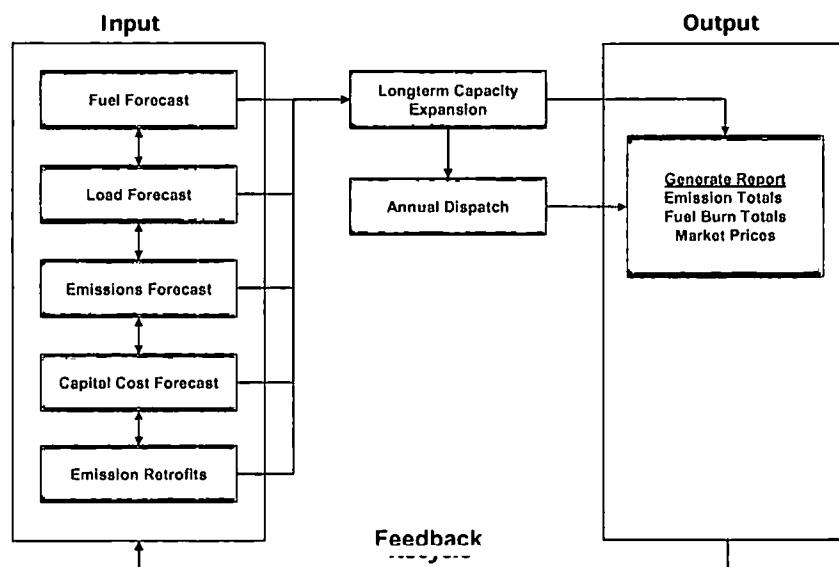 Input
Output
Fuel Forecast
Longterm Capacity
Expansion
Load Forecast
Annual Dispatch
Generate Report
Emission Totals
Fuel Burn Totals
Market Prices
Emissions Forecast
Capital Cost Forecast
Emission Retrofits
Feedback